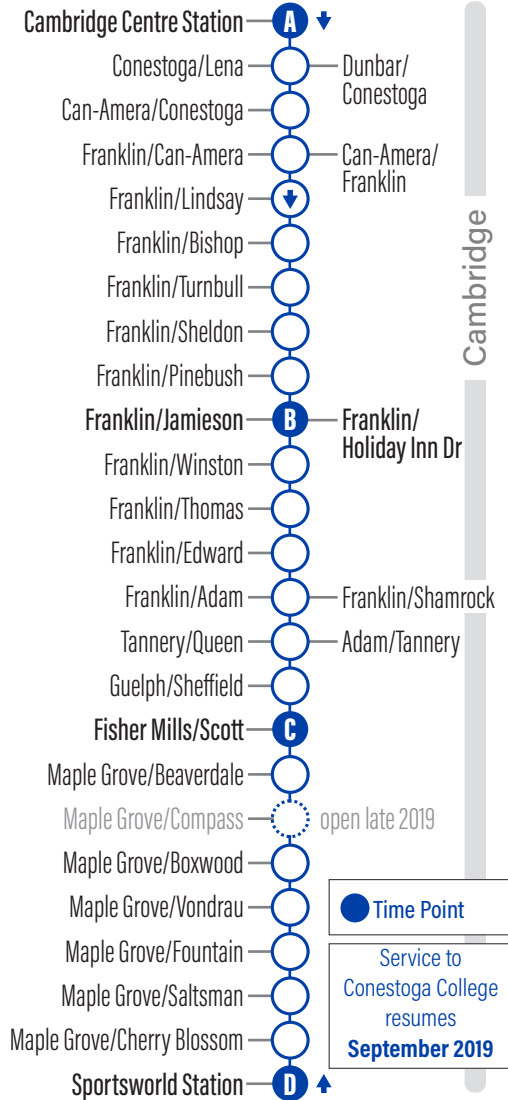 Cambridge Centre Station A
Conestoga/Lena Dunbar/
Conestoga
Can-Amera/Conestoga
Franklin/Can-Amera Can-Amera/
Franklin
Franklin/Lindsay
Franklin/Bishop
Franklin/Turnbull
Franklin/Sheldon
Franklin/Pinebush
Franklin/Jamieson B Franklin/
Holiday Inn Dr
Franklin/Winston
Franklin/Thomas
Franklin/Edward
Franklin/Adam Franklin/Shamrock
Tannery/Queen Adam/Tannery
Guelph/Sheffield
Fisher Mills/Scott C
Maple Grove/Beaverdale
Maple Grove/Compass open late 2019
Maple Grove/Boxwood
Maple Grove/Vondrau
Maple Grove/Fountain
Maple Grove/Saltsman
Maple Grove/Cherry Blossom
Sportsworld Station D
Cambridge
Time Point
Service to
Conestoga College
resumes
September 2019